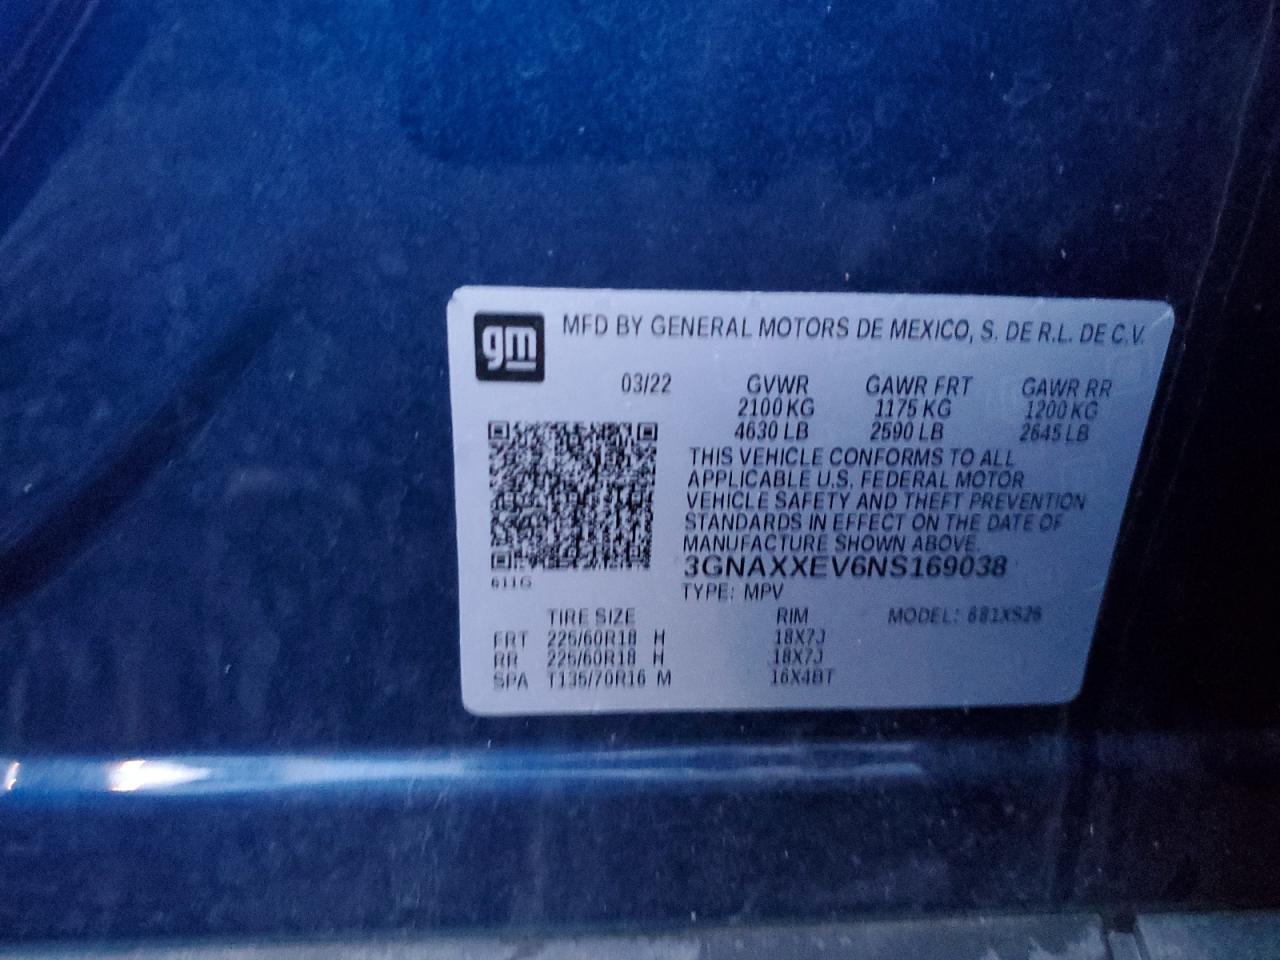 gm
MFD BY GENERAL MOTORS DE MEXICO, S. DE R.L. DE C.V.
03/22 GVWR GAWR FRT GAWR RR
2100 KG 1175 KG 1200 KG
4630 LB 2590 LB 2645 LB
THIS VEHICLE CONFORMS TO ALL
APPLICABLE U.S. FEDERAL MOTOR
VEHICLE SAFETY AND THEFT PREVENTION
STANDARDS IN EFFECT ON THE DATE OF
MANUFACTURE SHOWN ABOVE.
3GNAXXEV6NS169038
611G
TYPE: MPV
TIRE SIZE RIM MODEL: 681XS26
FRT 225/60R18 H 18X7J
RR 225/60R18 H 18X7J
SPA T135/70R16 M 16X4BT